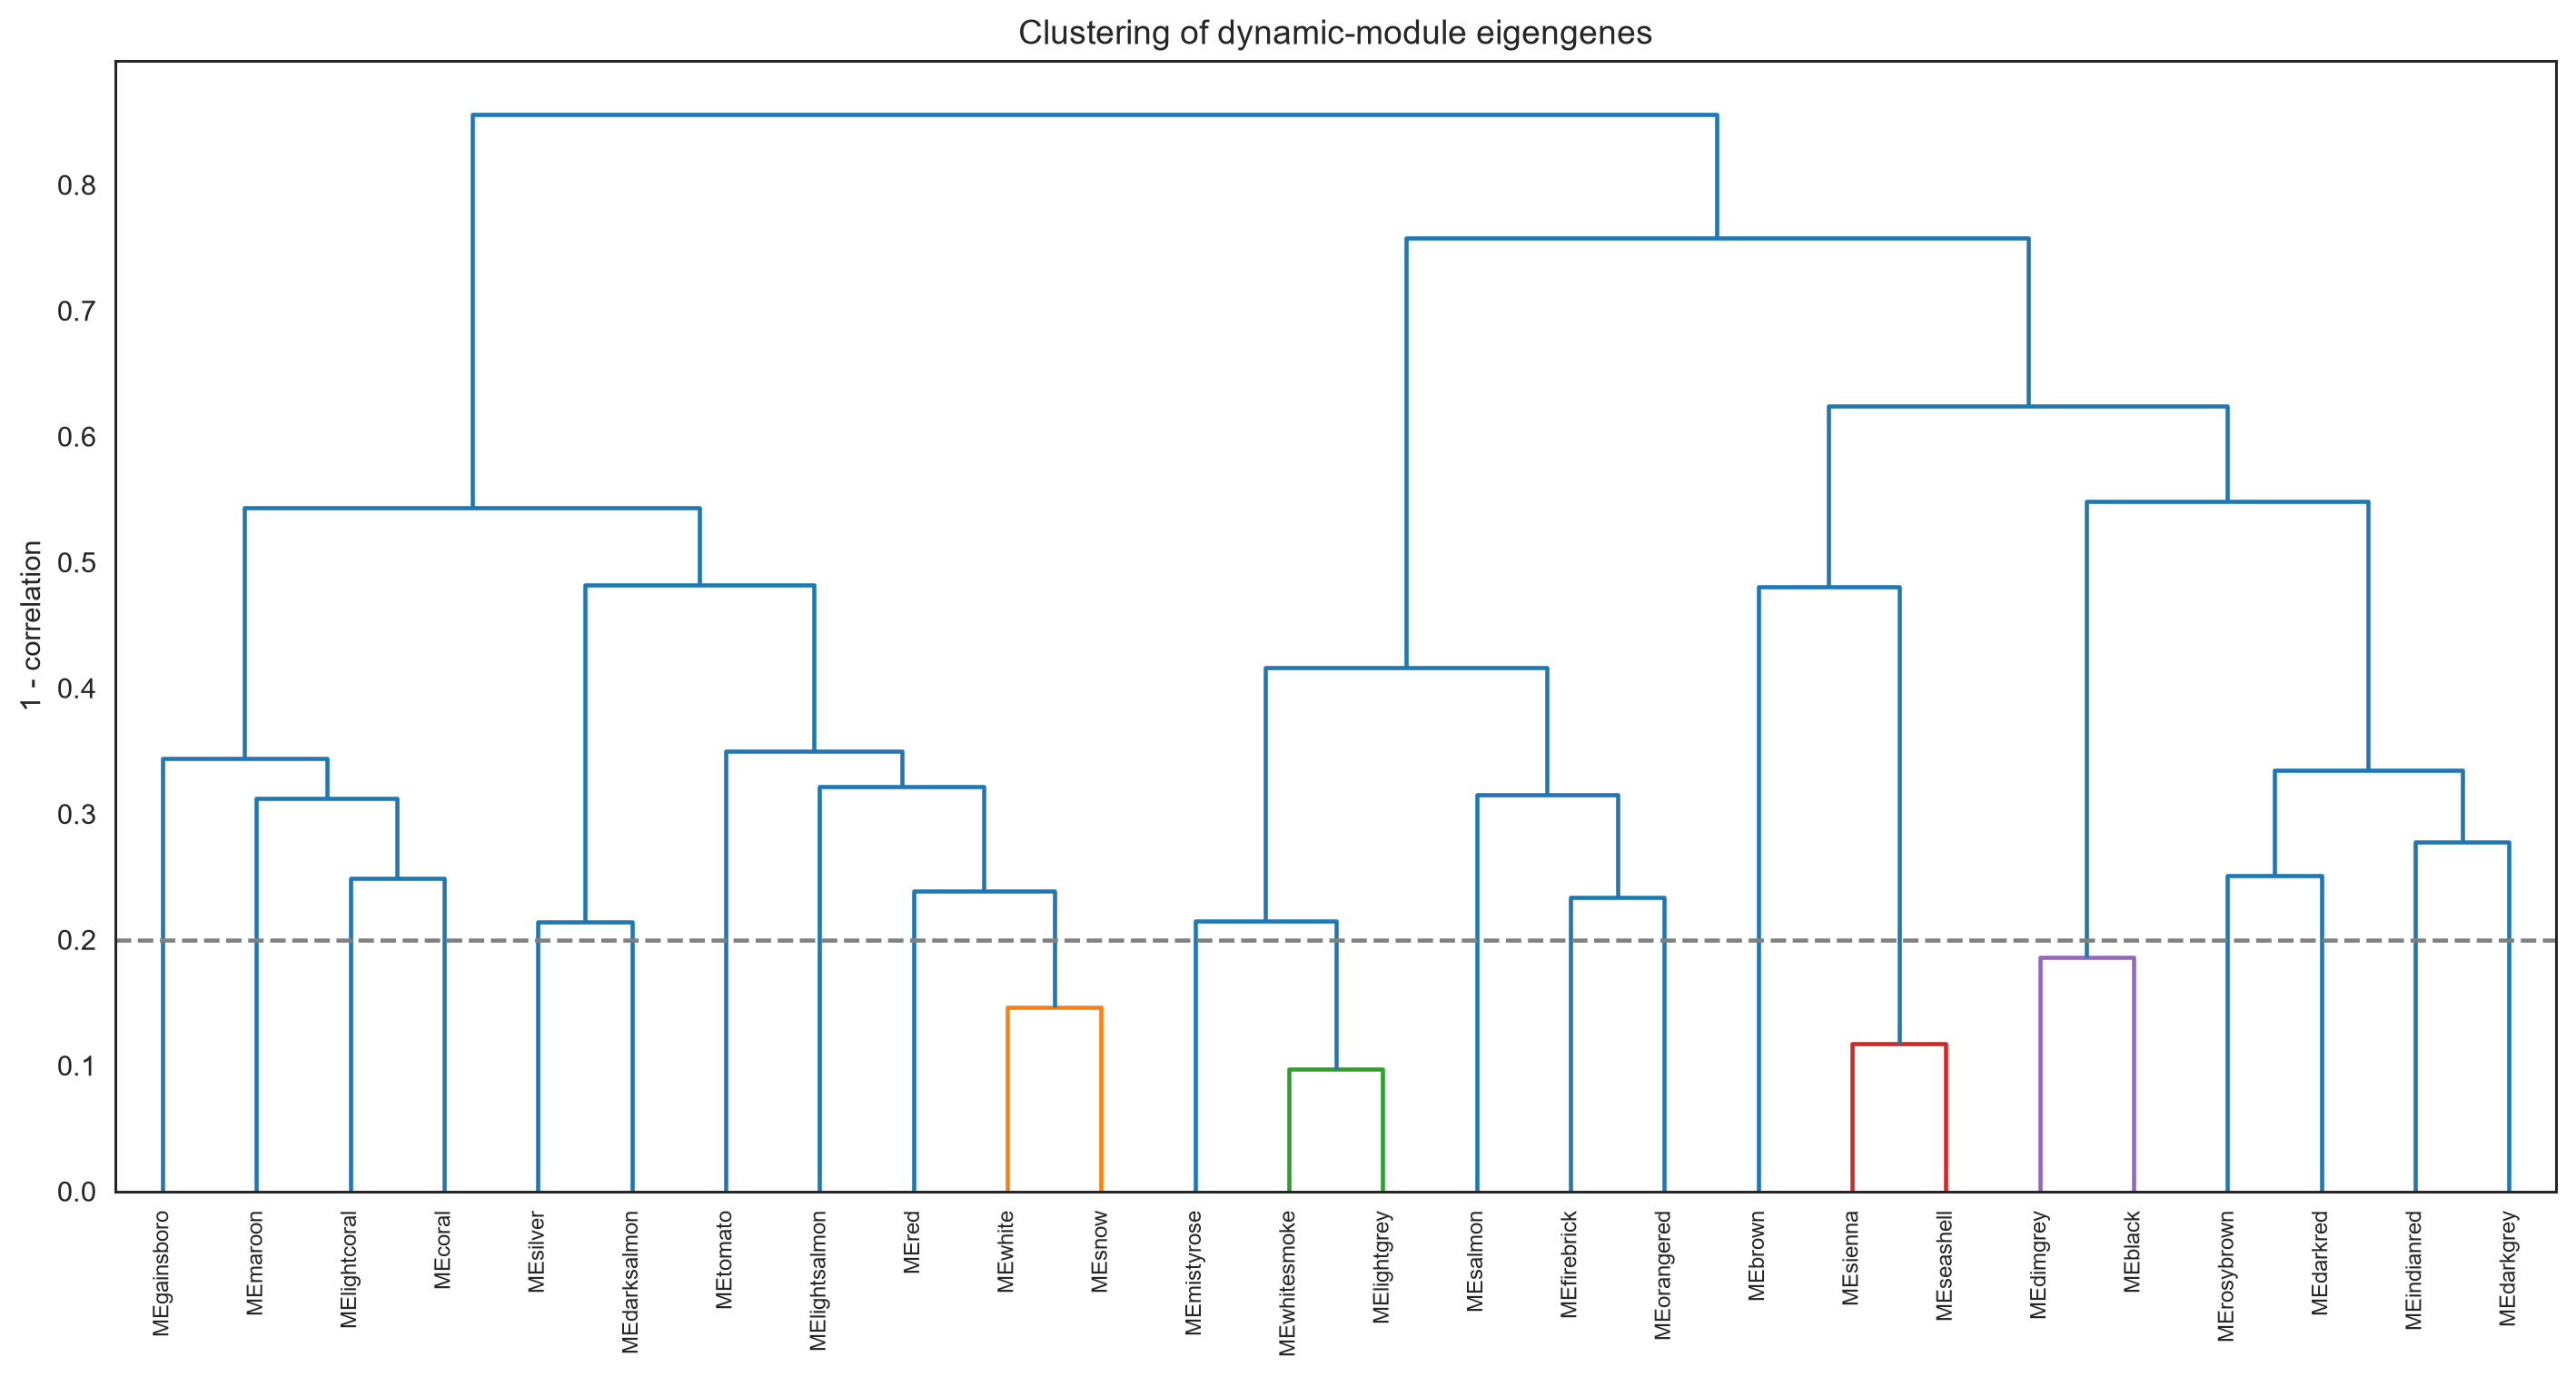 Clustering of dynamic-module eigengenes
1 - correlation
0.8
0.7
0.6
0.5
0.4
0.3
0.2
0.1
0.0
MEgainsboro
MEmaroon
MElightcoral
MEcoral
MEsilver
MEdarksalmon
MEtomato
MElightsalmon
MEred
MEwhite
MEsnow
MEmistyrose
MEwhitesmoke
MElightgrey
MEsalmon
MEfirebrick
MEorangered
MEbrown
MEsienna
MEseashell
MEdimgrey
MEblack
MErosybrown
MEdarkred
MEindianred
MEdarkgrey